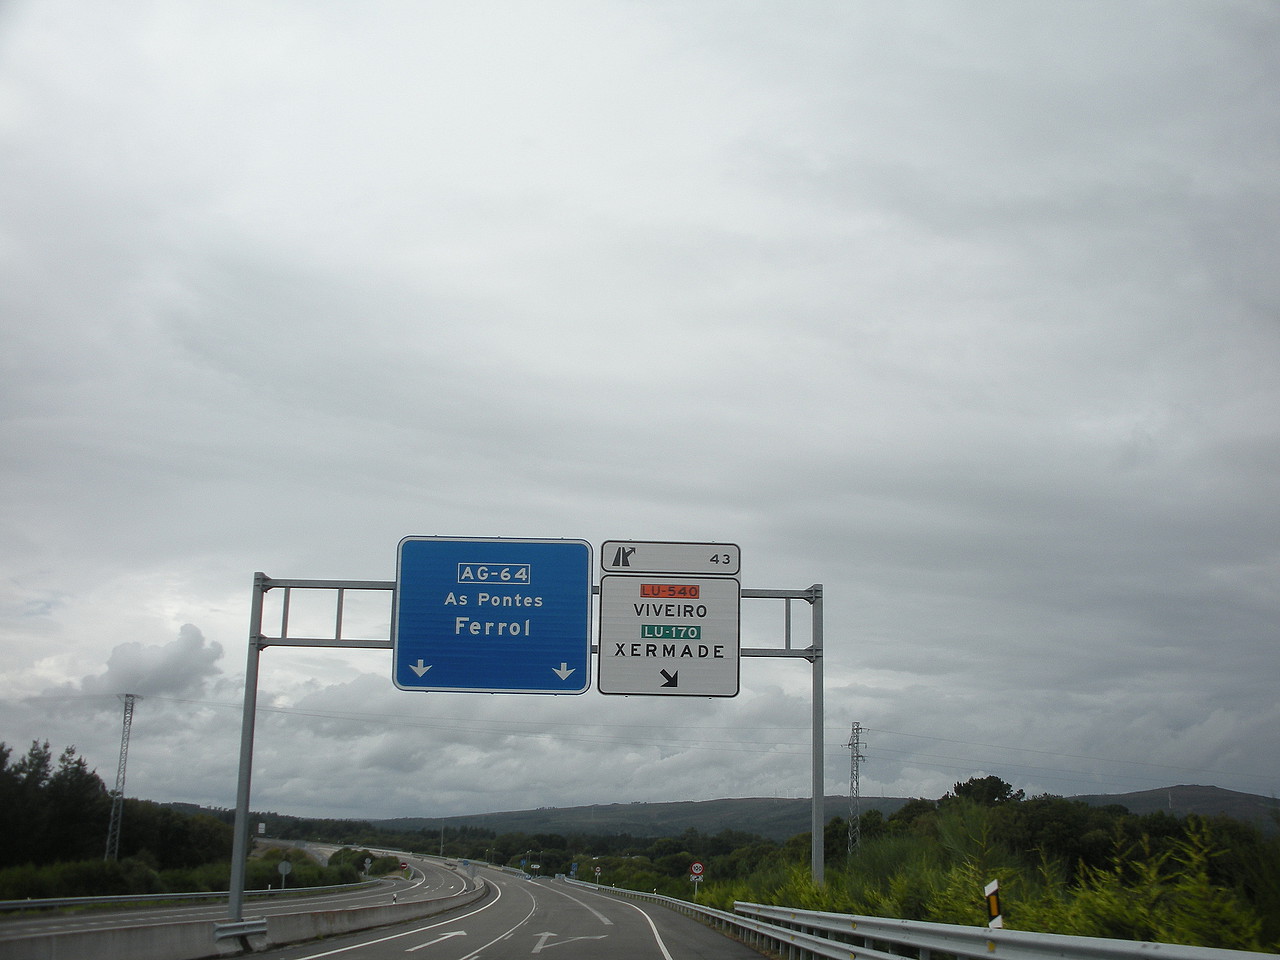 AG-64
As Pontes
Ferrol
43
LU-540
VIVEIRO
LU-170
XERMADE